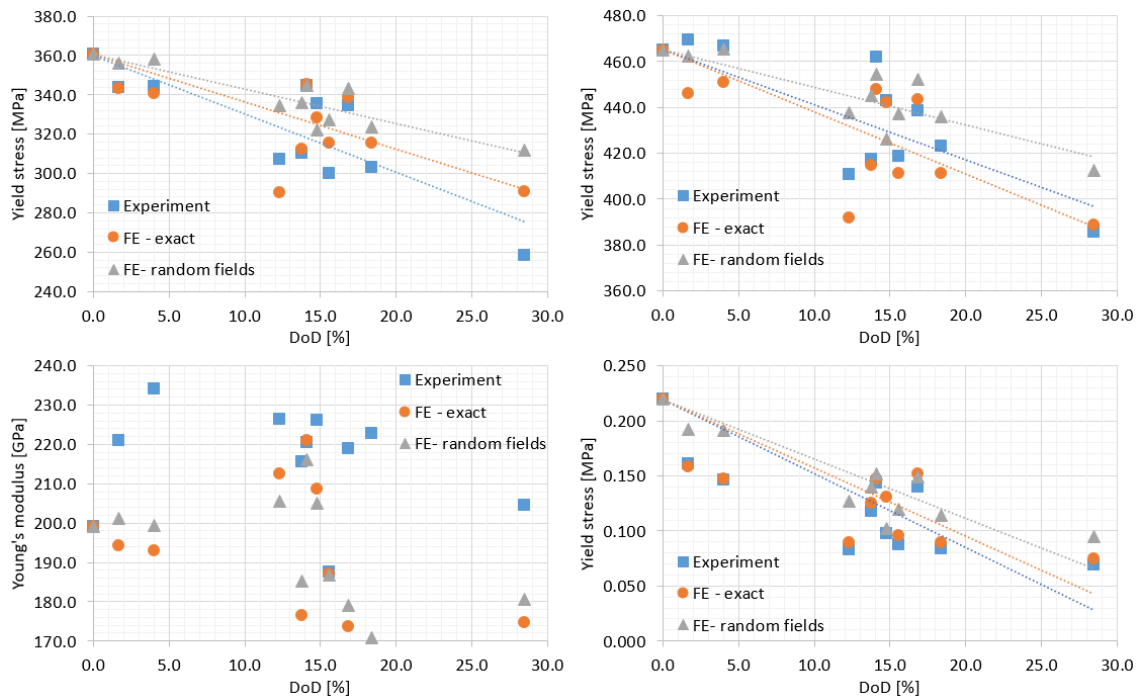 Yield stress [MPa]
380.0
360.0
340.0
320.0
300.0
280.0
260.0
240.0
Experiment
FE - exact
FE- random fields
0.0 5.0 10.0 15.0 20.0 25.0 30.0
DoD [%]
Yield stress [MPa]
480.0
460.0
440.0
420.0
400.0
380.0
360.0
Experiment
FE - exact
FE- random fields
0.0 5.0 10.0 15.0 20.0 25.0 30.0
DoD [%]
Young's modulus [GPa]
240.0
230.0
220.0
210.0
200.0
190.0
180.0
170.0
Experiment
FE - exact
FE- random fields
0.0 5.0 10.0 15.0 20.0 25.0 30.0
DoD [%]
Yield stress [MPa]
0.250
0.200
0.150
0.100
0.050
0.000
Experiment
FE - exact
FE- random fields
0.0 5.0 10.0 15.0 20.0 25.0 30.0
DoD [%]